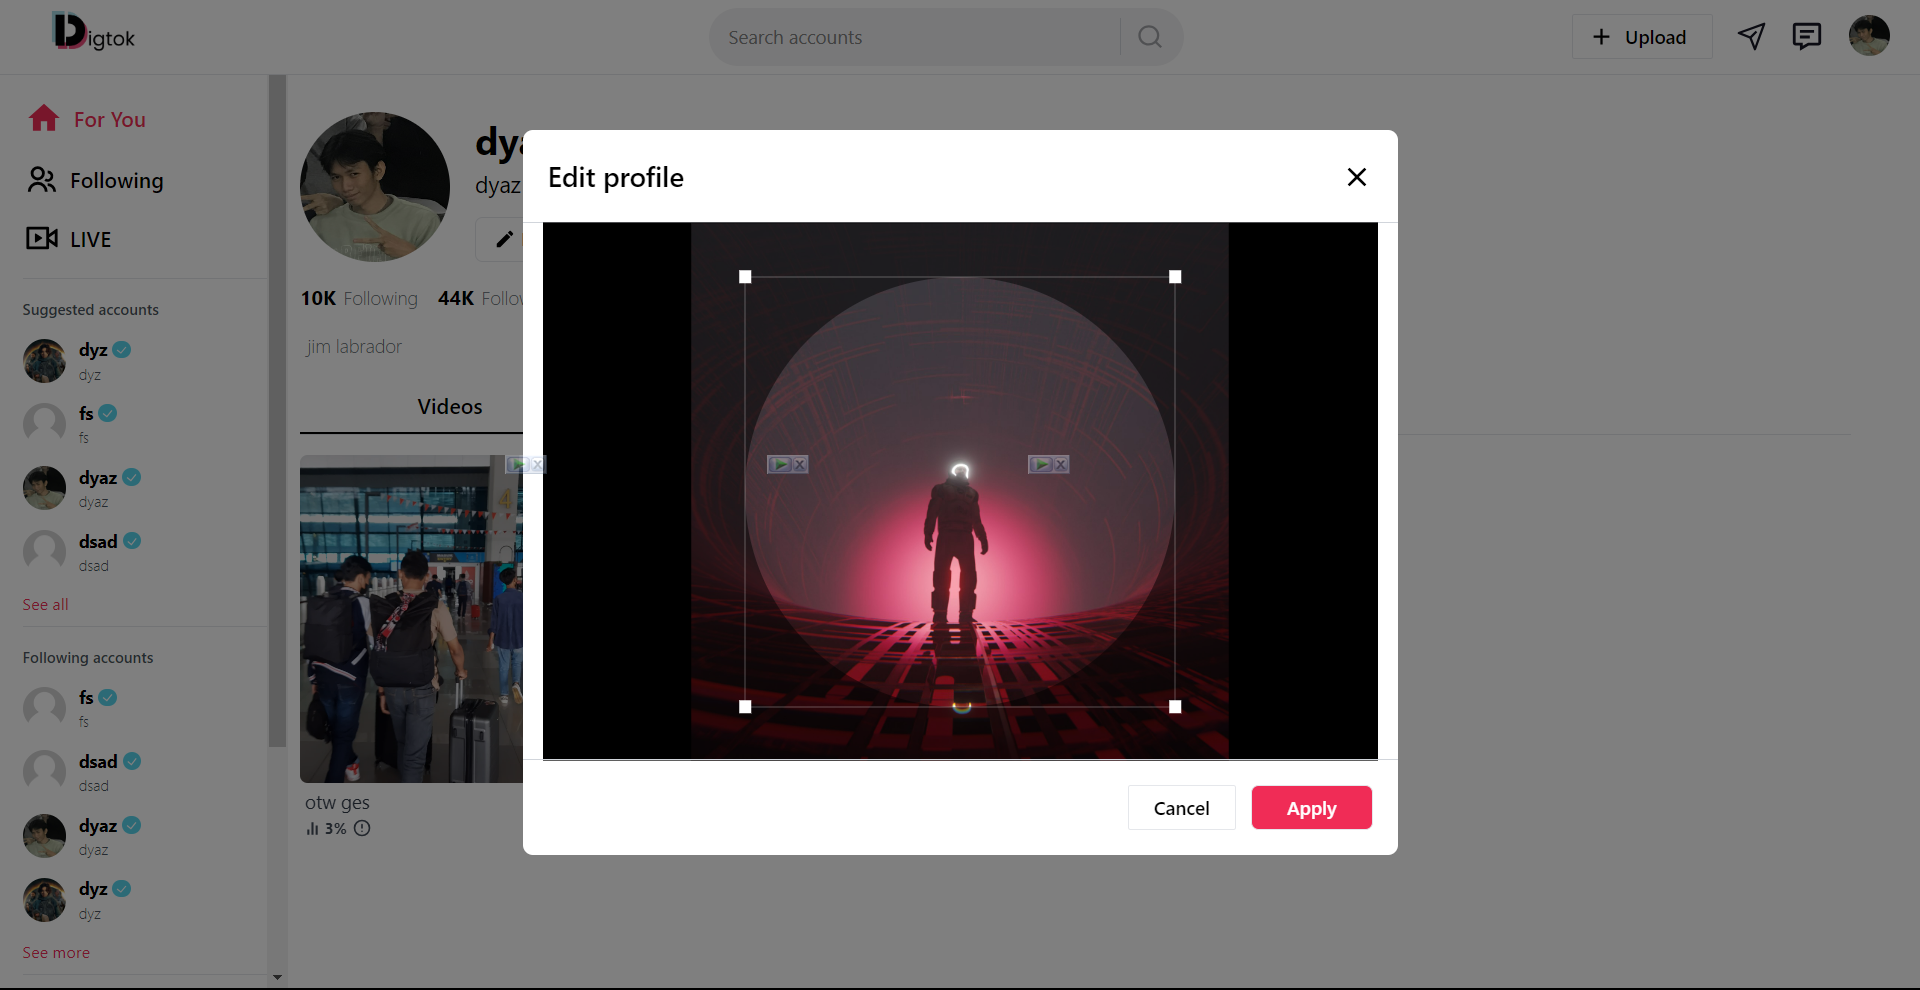 Digtok
Search accounts
Upload
For You
Following
LIVE
Suggested accounts
dyz
dyz
fs
fs
dyaz
dyaz
dsad
dsad
See all
Following accounts
fs
fs
dsad
dsad
dyaz
dyaz
dyz
dyz
See more
dyaz
10K Following 44K
jim labrador
Videos
4
otw ges
3%
Edit profile
X
X
X
Cancel
Apply